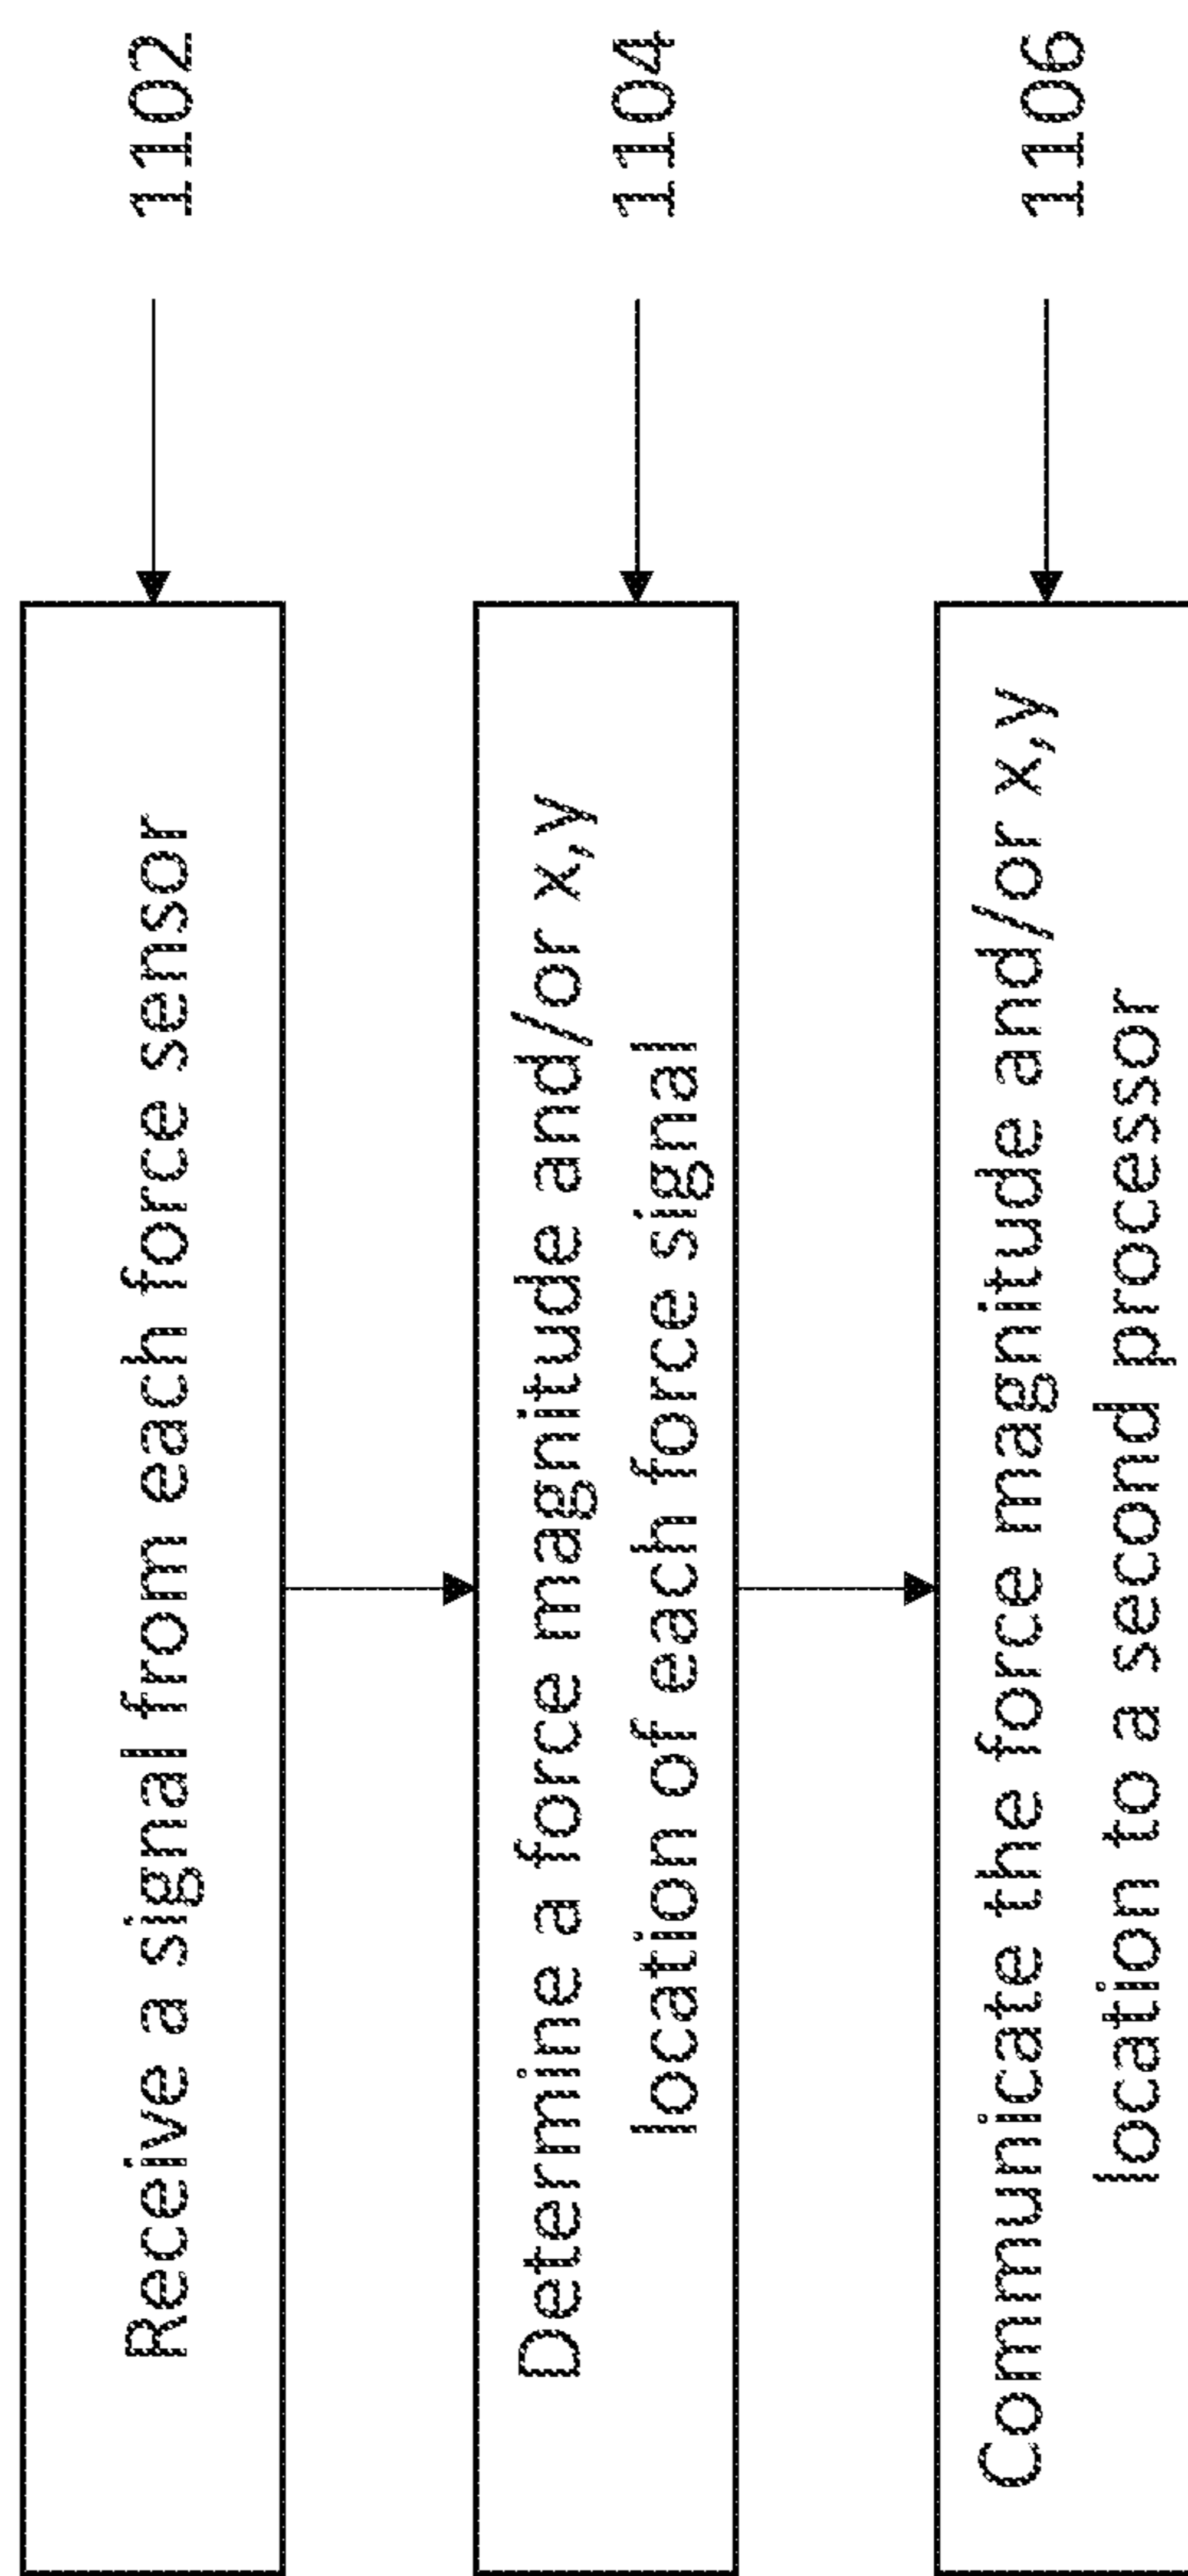 Receive a signal from each force sensor
1102
Determine a force magnitude and/or x,y
location of each force signal
1104
Communicate the force magnitude and/or x,y
location to a second processor
1106